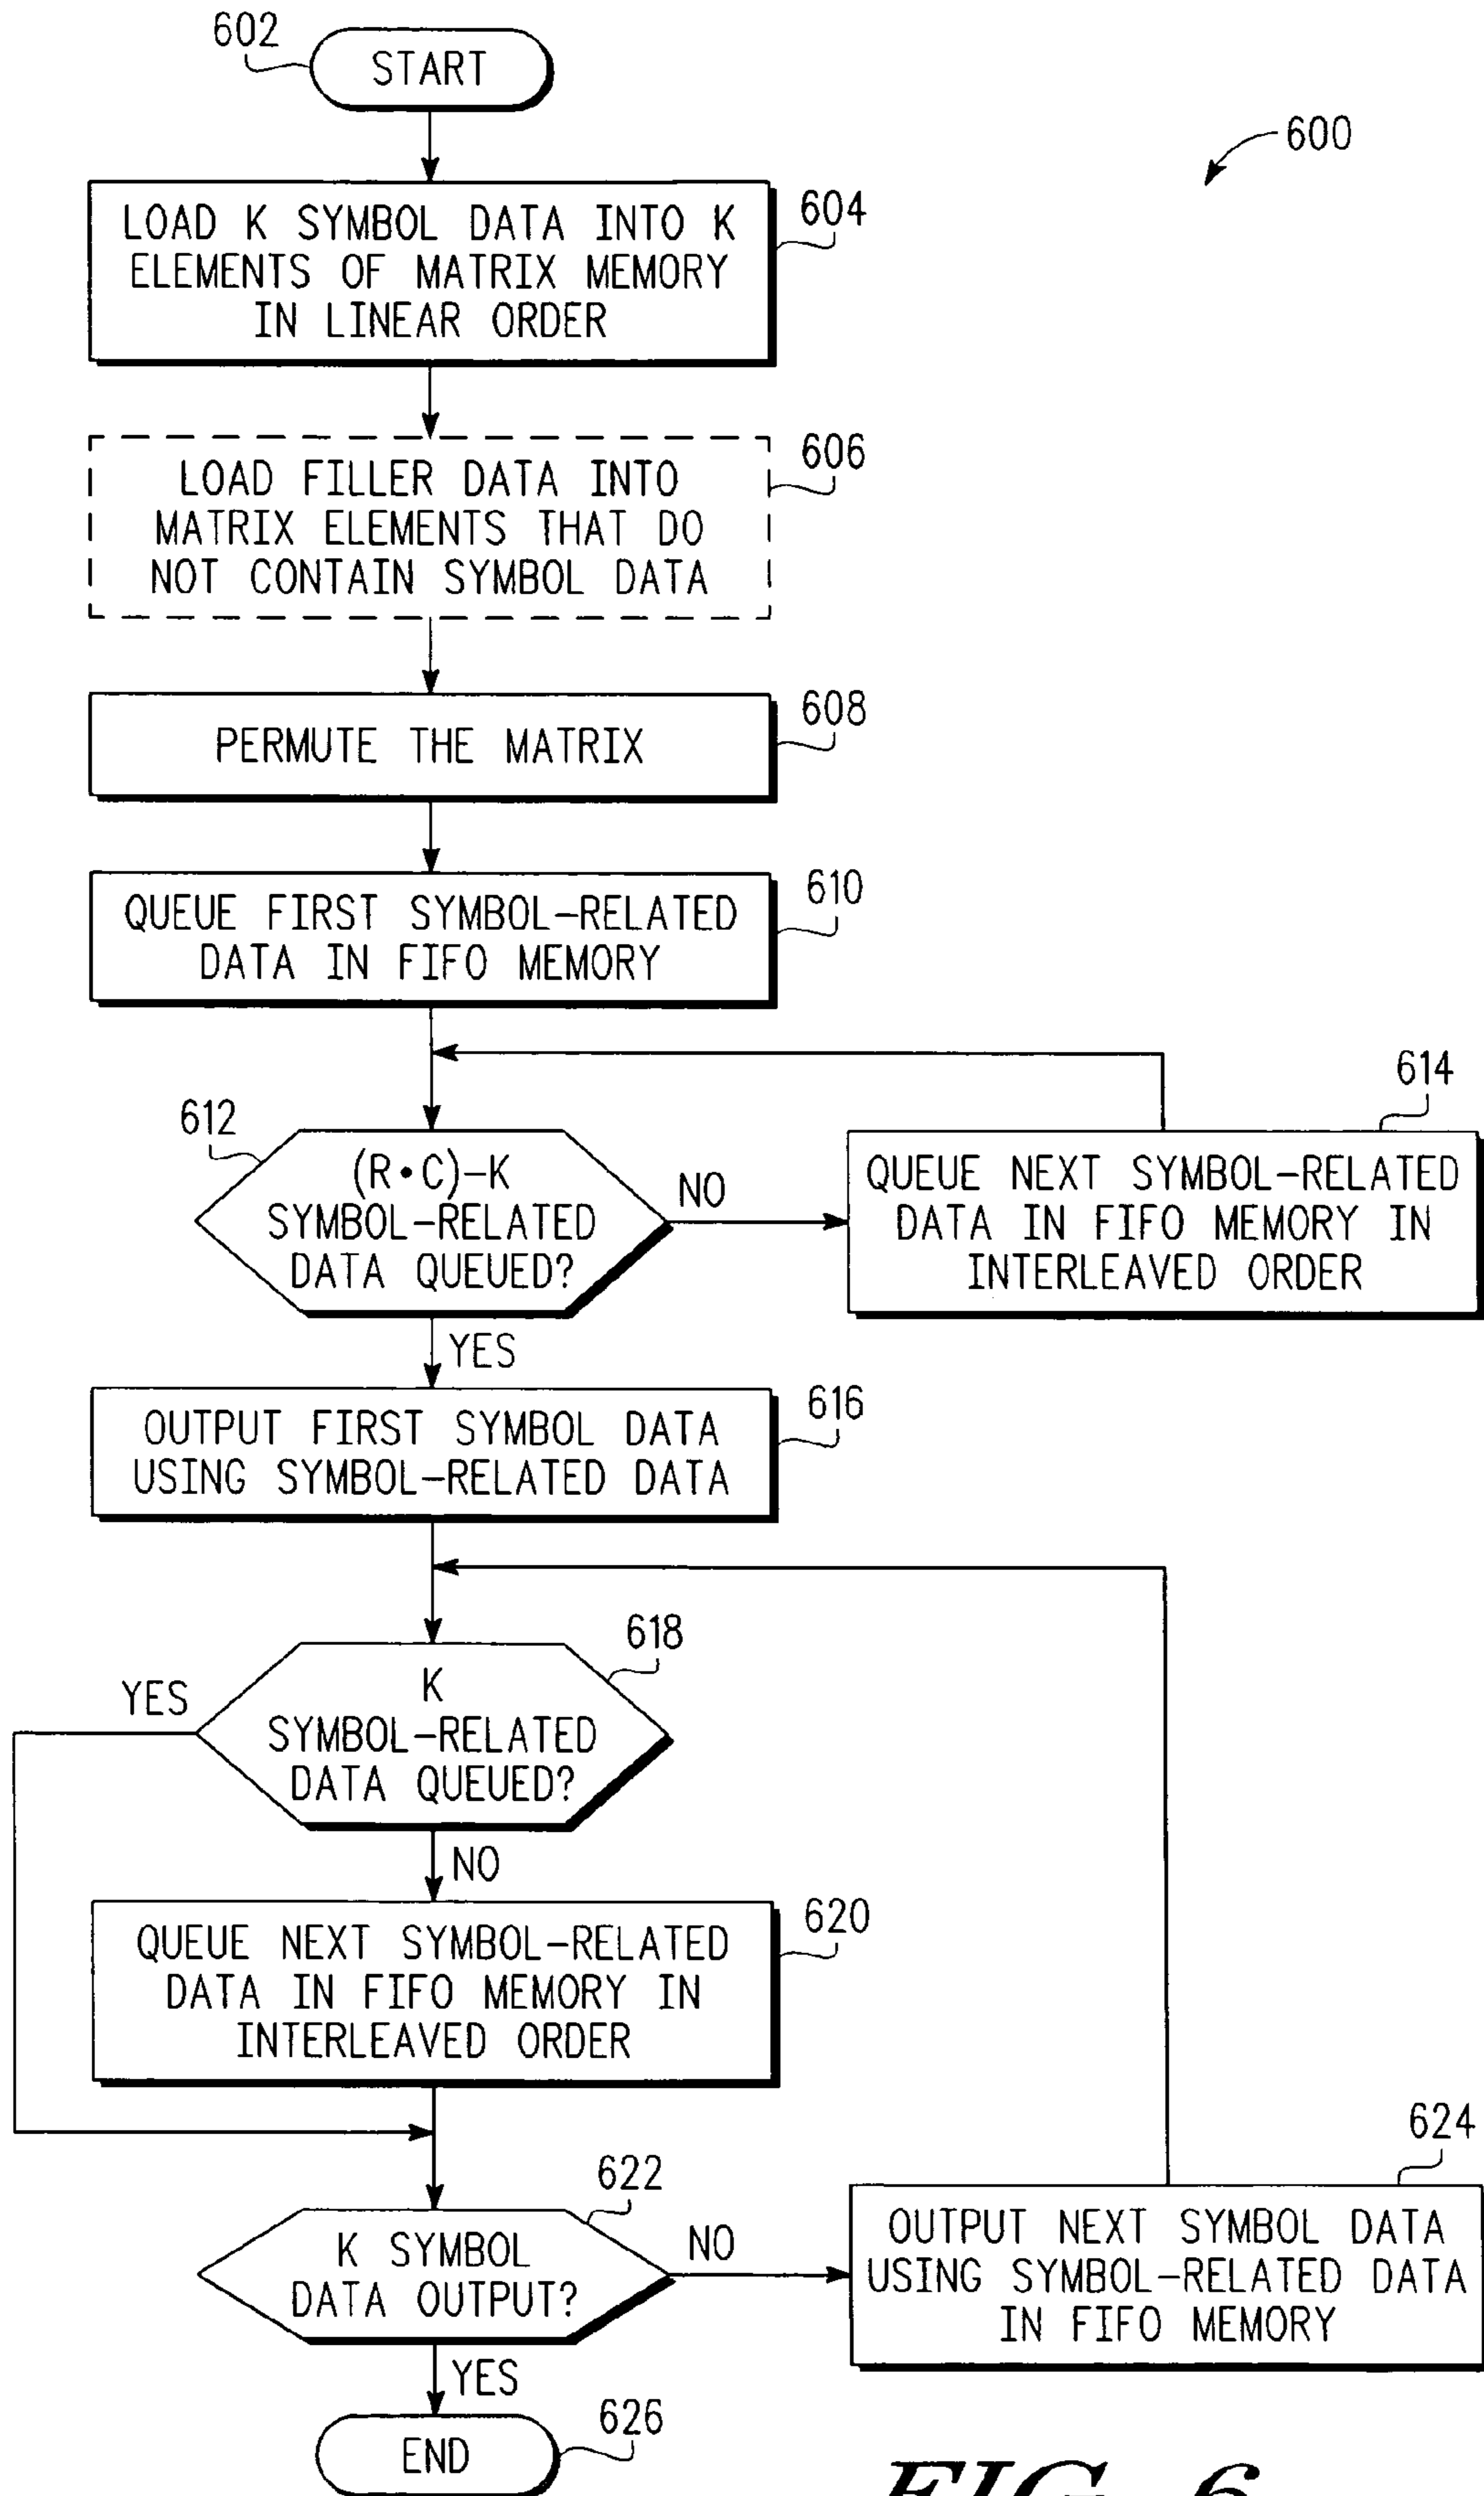 602
START
600
LOAD K SYMBOL DATA INTO K
ELEMENTS OF MATRIX MEMORY
IN LINEAR ORDER
604
LOAD FILLER DATA INTO
MATRIX ELEMENTS THAT DO
NOT CONTAIN SYMBOL DATA
606
PERMUTE THE MATRIX
608
QUEUE FIRST SYMBOL-RELATED
DATA IN FIFO MEMORY
610
612
(R•C)-K
SYMBOL-RELATED
DATA QUEUED?
NO
614
QUEUE NEXT SYMBOL-RELATED
DATA IN FIFO MEMORY IN
INTERLEAVED ORDER
YES
OUTPUT FIRST SYMBOL DATA
USING SYMBOL-RELATED DATA
616
618
YES
K
SYMBOL-RELATED
DATA QUEUED?
NO
QUEUE NEXT SYMBOL-RELATED
DATA IN FIFO MEMORY IN
INTERLEAVED ORDER
620
622
K SYMBOL
DATA OUTPUT?
NO
624
OUTPUT NEXT SYMBOL DATA
USING SYMBOL-RELATED DATA
IN FIFO MEMORY
YES
END
626
FIG. 6